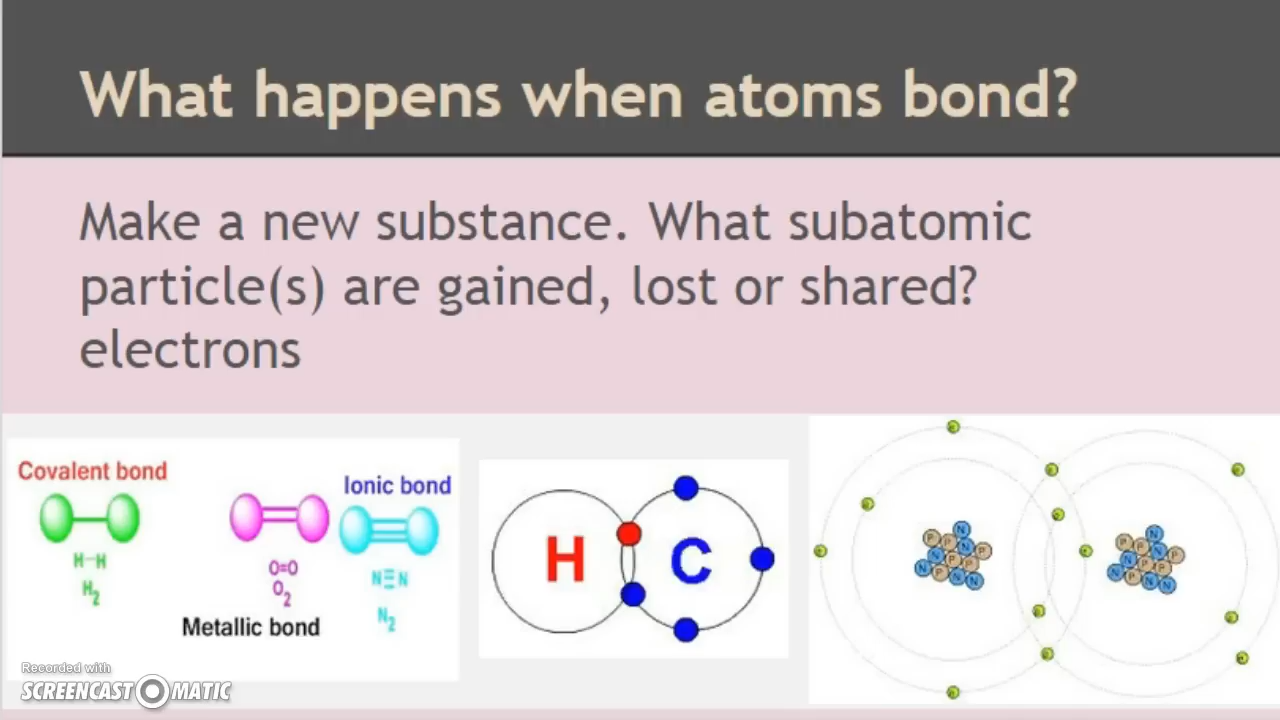 What happens when atoms bond?
Make a new substance. What subatomic
particle(s) are gained, lost or shared?
electrons
Covalent bond
Ionic bond
H—H
H2
O=O
O2
N≡N
N2
Metallic bond
H
C
N
P
P
N
P
N
P
P
N
P
N
N
N
P
P
N
P
N
P
P
N
P
N
N
Recorded with
SCREENCAST O MATIC